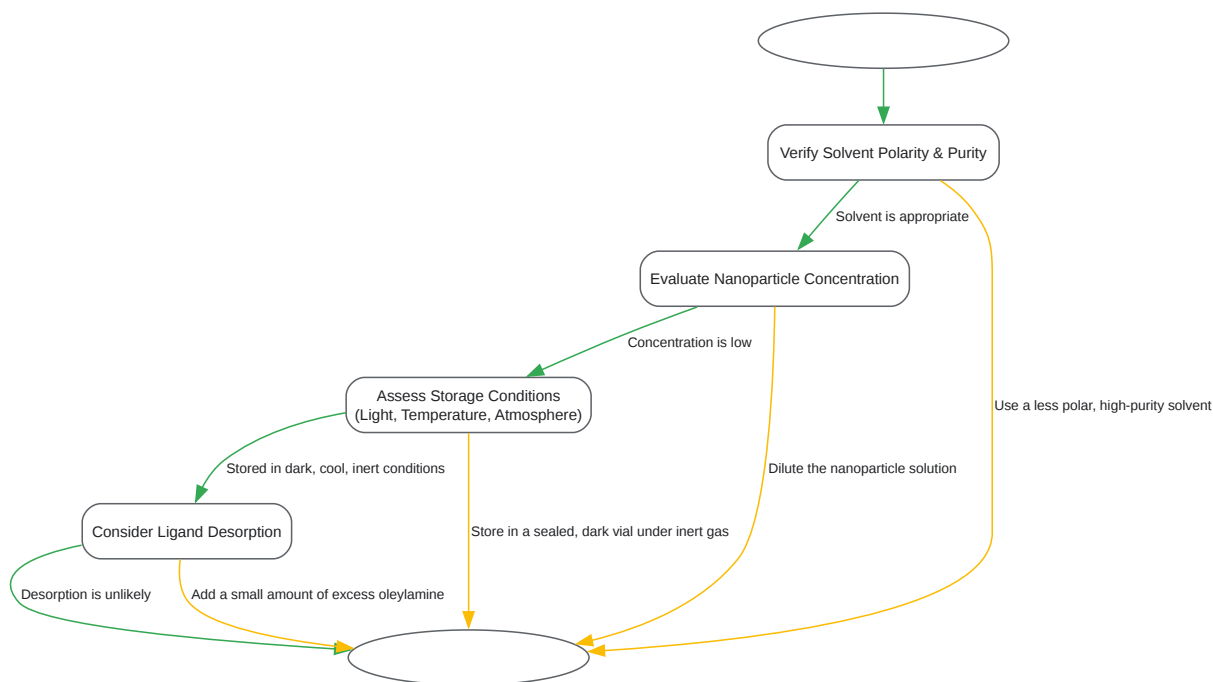 Verify Solvent Polarity & Purity
Solvent is appropriate
Evaluate Nanoparticle Concentration
Concentration is low
Assess Storage Conditions
(Light, Temperature, Atmosphere)
Use a less polar, high-purity solvent
Stored in dark, cool, inert conditions
Dilute the nanoparticle solution
Consider Ligand Desorption
Store in a sealed, dark vial under inert gas
Desorption is unlikely
Add a small amount of excess oleylamine